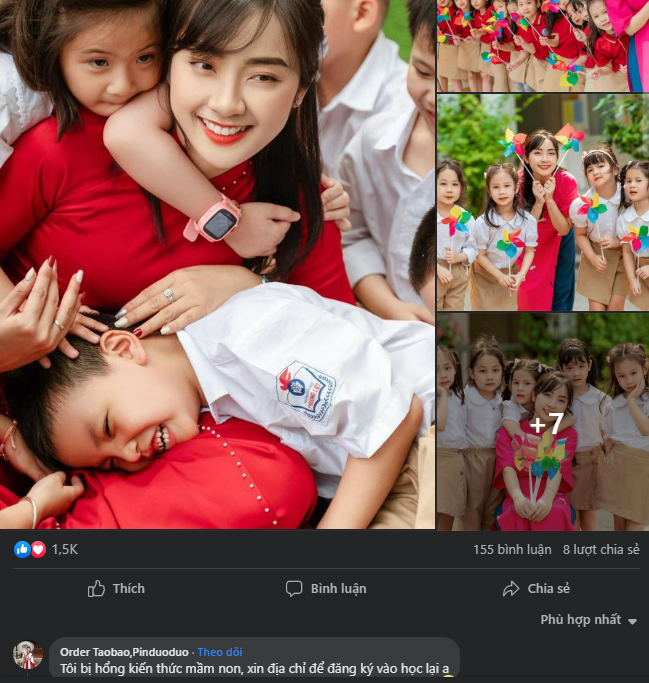 +7
1,5K
155 bình luận 8 lượt chia sẻ
Thích
Bình luận
Chia sẻ
Phù hợp nhất
Order Taobao,Pinduoduo · Theo dõi
Tôi bị hổng kiến thức mầm non, xin địa chỉ để đăng ký vào học lại ạ